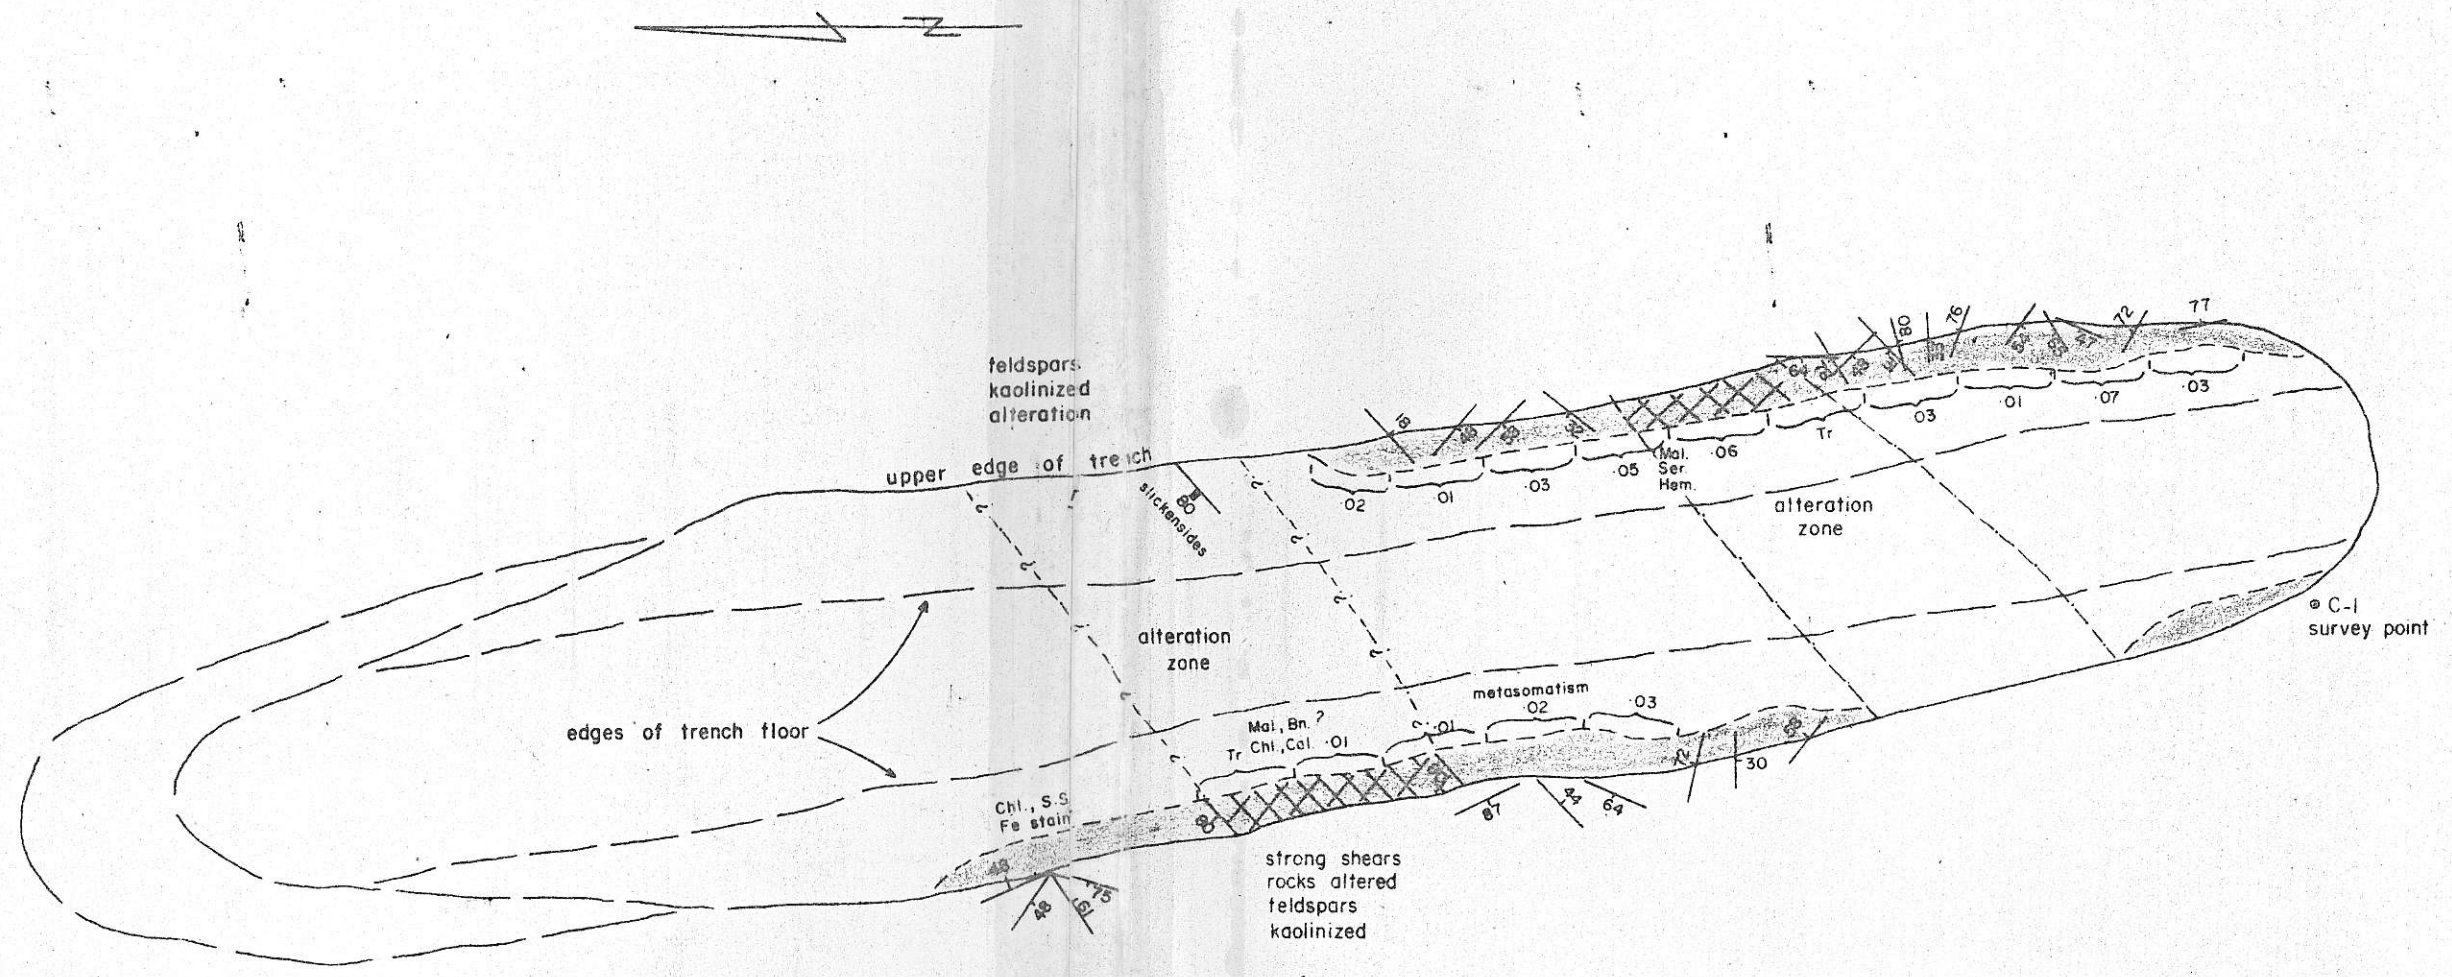 Z
feldspars
kaolinized
alteration
upper edge of trench
80
slickensides
18
64
80
76
72
77
.02
.01
.03
.05
Mal.
Ser.
Hem.
.06
Tr
.03
.01
.07
.03
alteration
zone
C-1
survey point
alteration
zone
edges of trench floor
metasomatism
.02
.03
Mal., Bn.?
Tr
Chl., Cal.
.01
.01
72
30
87
44
64
Chl., S.S.
Fe stain
48
48
61
75
strong shears
rocks altered
feldspars
kaolinized